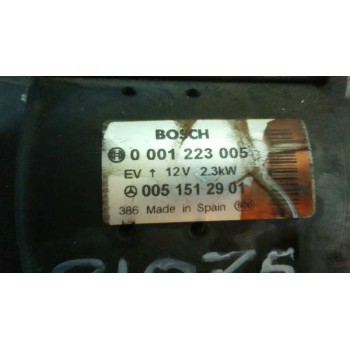 BOSCH
0 001 223 005
EV ↑ 12V 2.3kW
005 151 29 01
386 Made in Spain